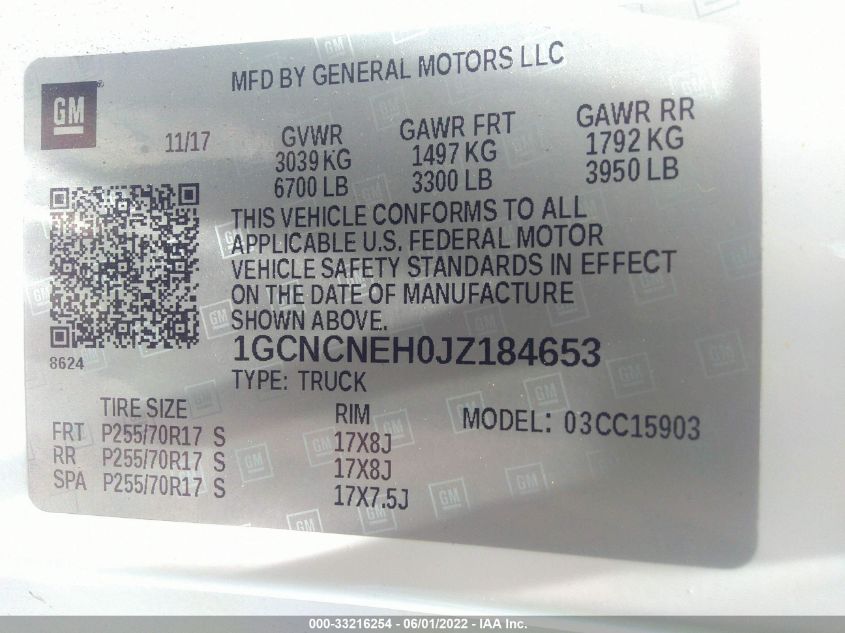 MFD BY GENERAL MOTORS LLC
GM
11/17
GVWR GAWR FRT GAWR RR
3039 KG 1497 KG 1792 KG
6700 LB 3300 LB 3950 LB
THIS VEHICLE CONFORMS TO ALL
APPLICABLE U.S. FEDERAL MOTOR
VEHICLE SAFETY STANDARDS IN EFFECT
ON THE DATE OF MANUFACTURE
SHOWN ABOVE.
8624
1GCNCNEH0JZ184653
TYPE: TRUCK
TIRE SIZE RIM MODEL: 03CC15903
FRT P255/70R17 S 17X8J
RR P255/70R17 S 17X8J
SPA P255/70R17 S 17X7.5J
000-33216254 - 06/01/2022 - IAA Inc.